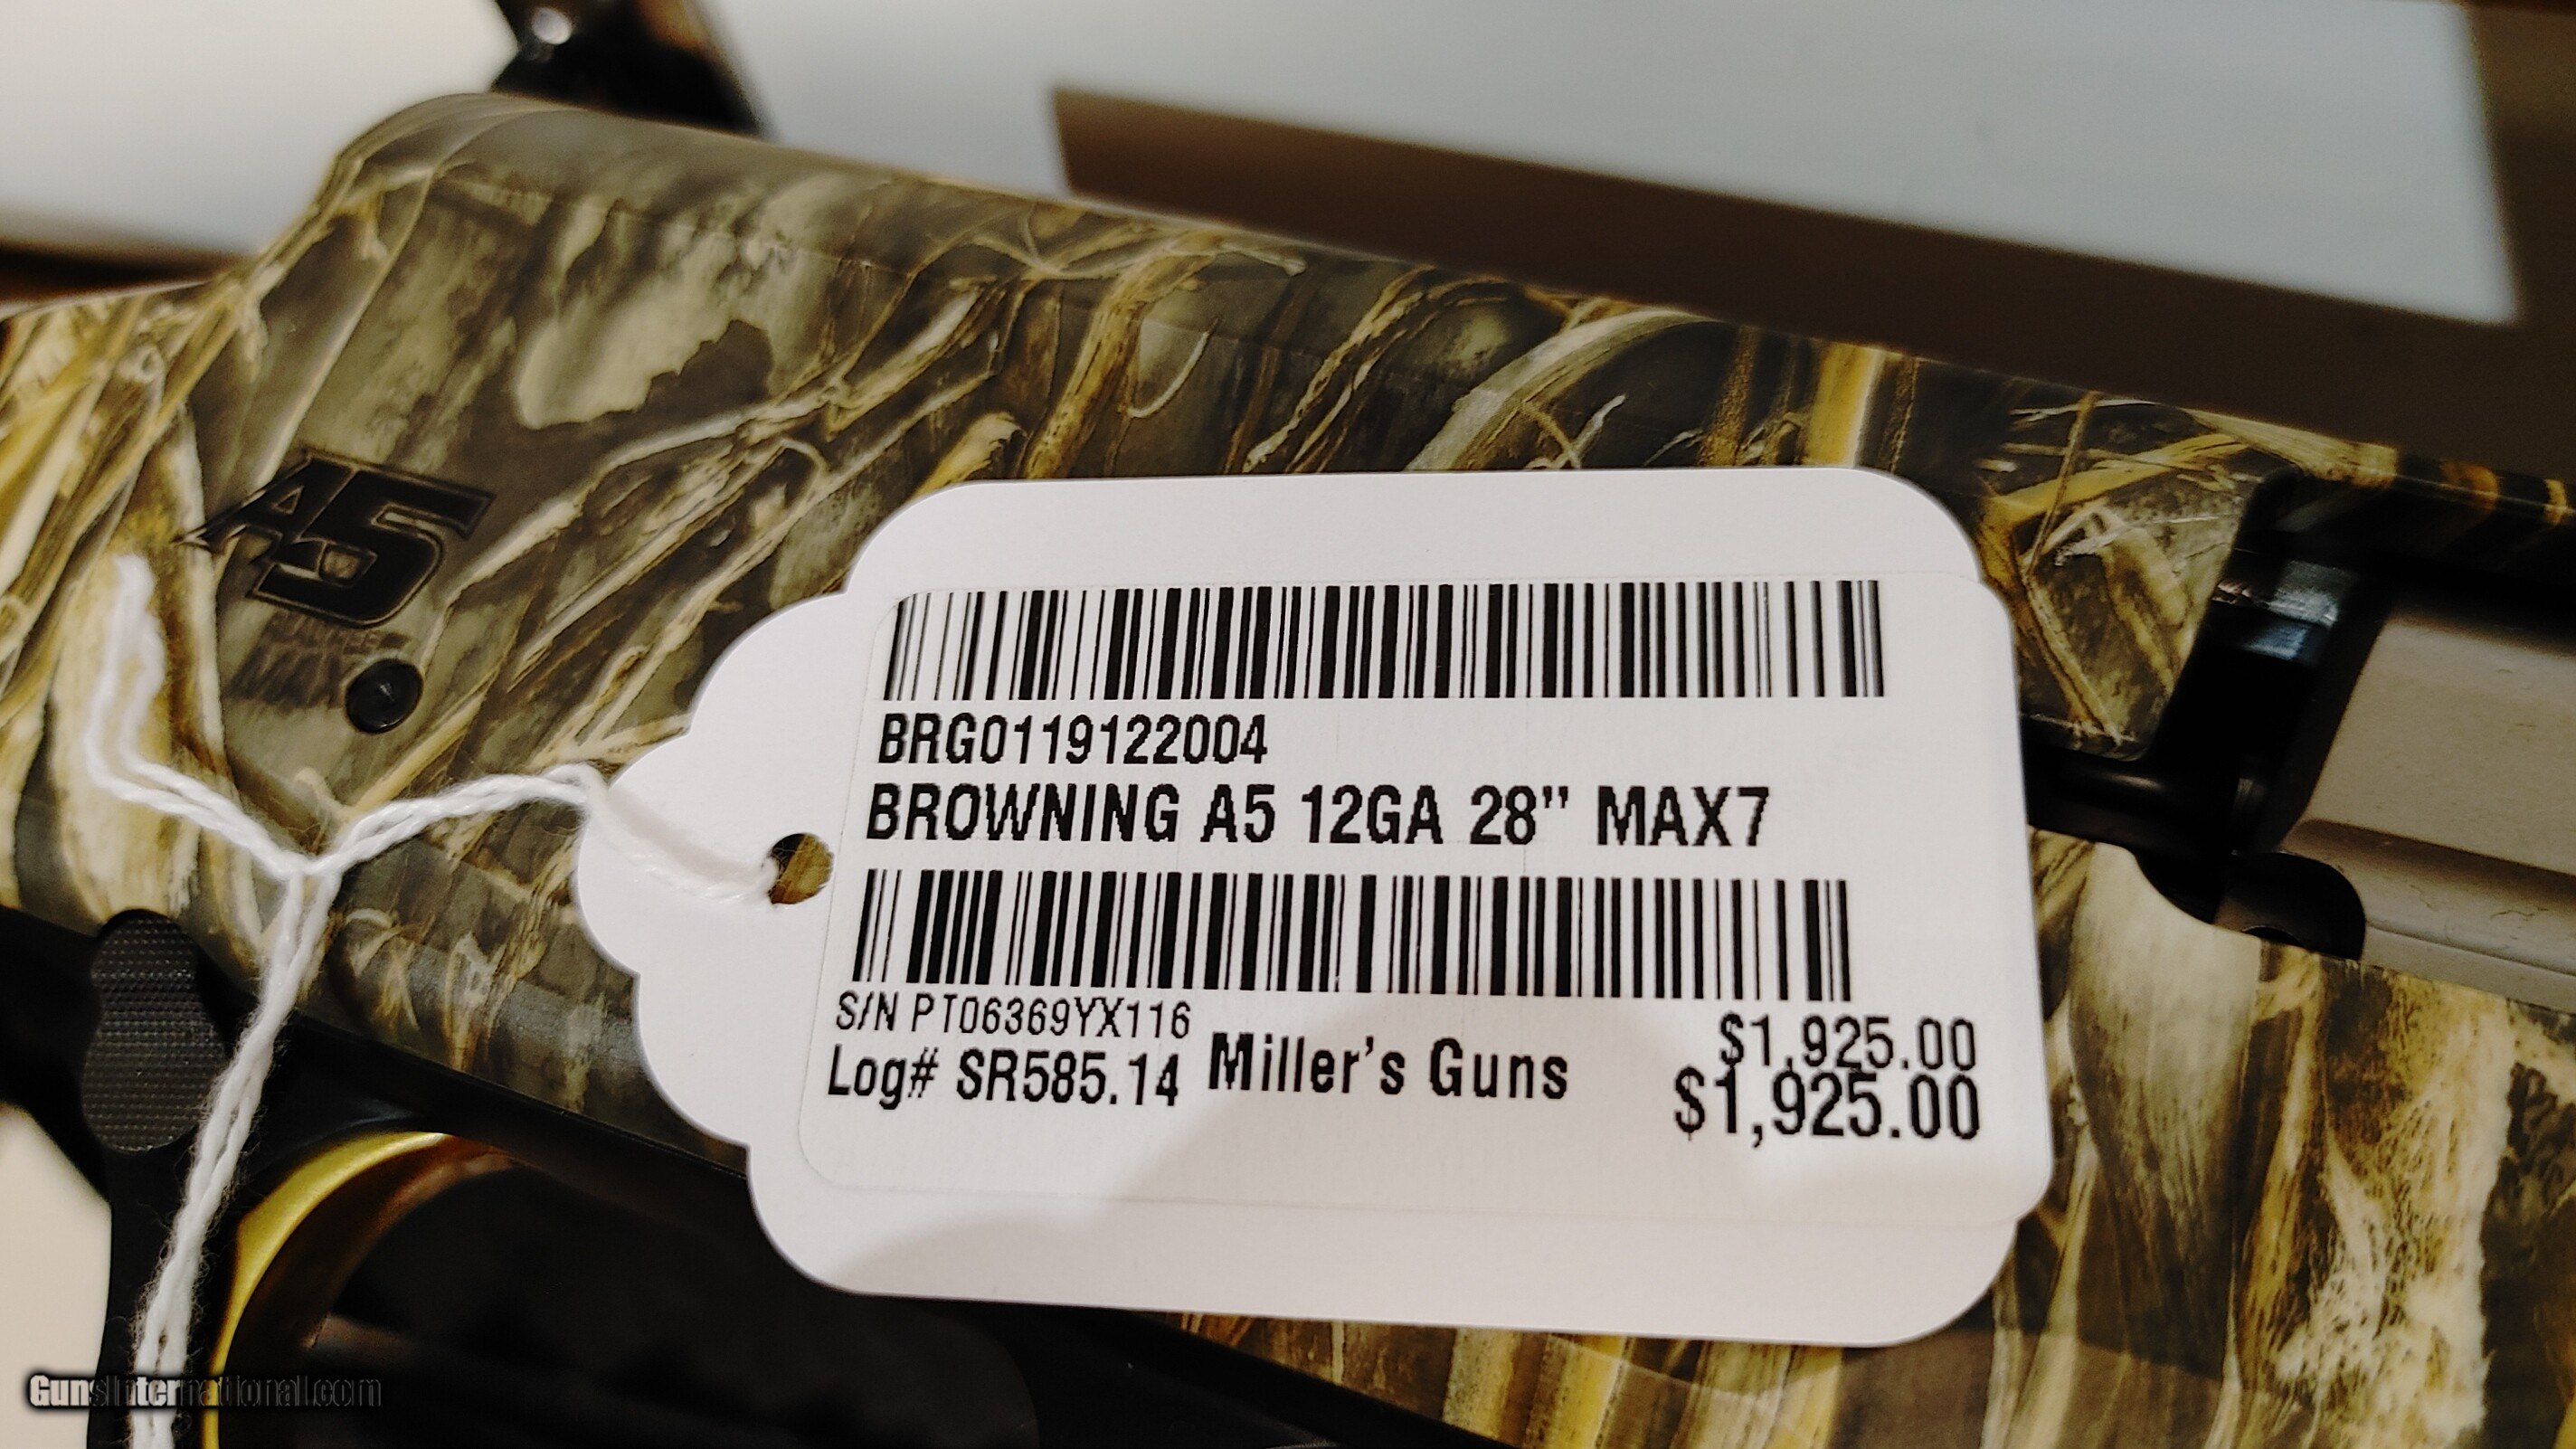 A5
MAX
BRG0119122004
BROWNING A5 12GA 28" MAX7
S/N PT06369YX116
Log# SR585.14 Miller's Guns
$1,925.00
$1,925.00
GunsInternational.com